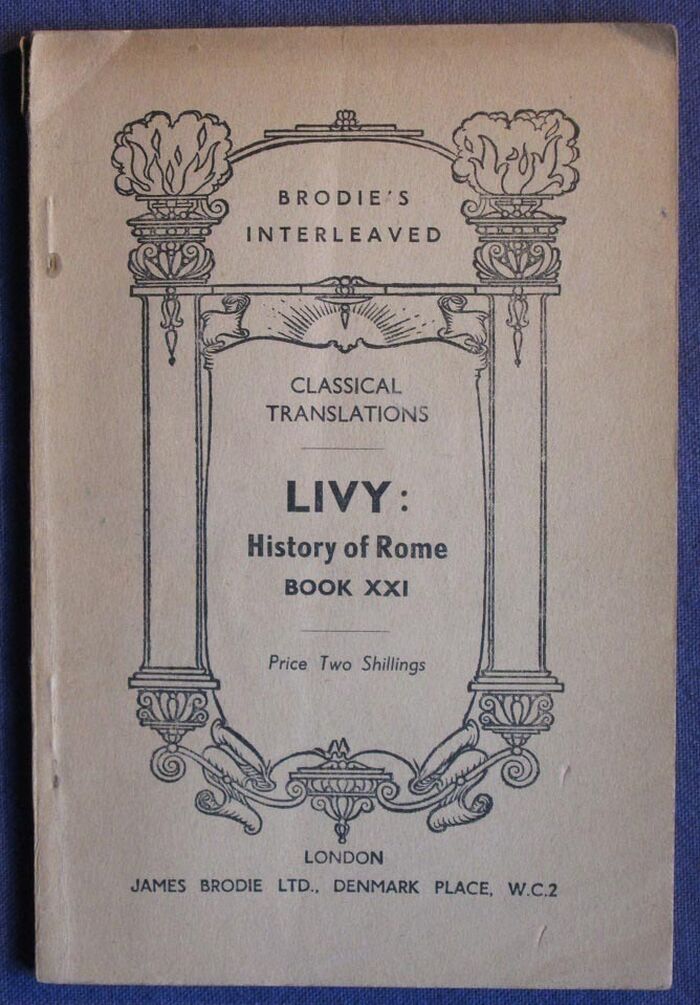 BRODIE'S
INTERLEAVED
CLASSICAL
TRANSLATIONS
LIVY:
History of Rome
BOOK XXI
Price Two Shillings
LONDON
JAMES BRODIE LTD., DENMARK PLACE, W.C.2